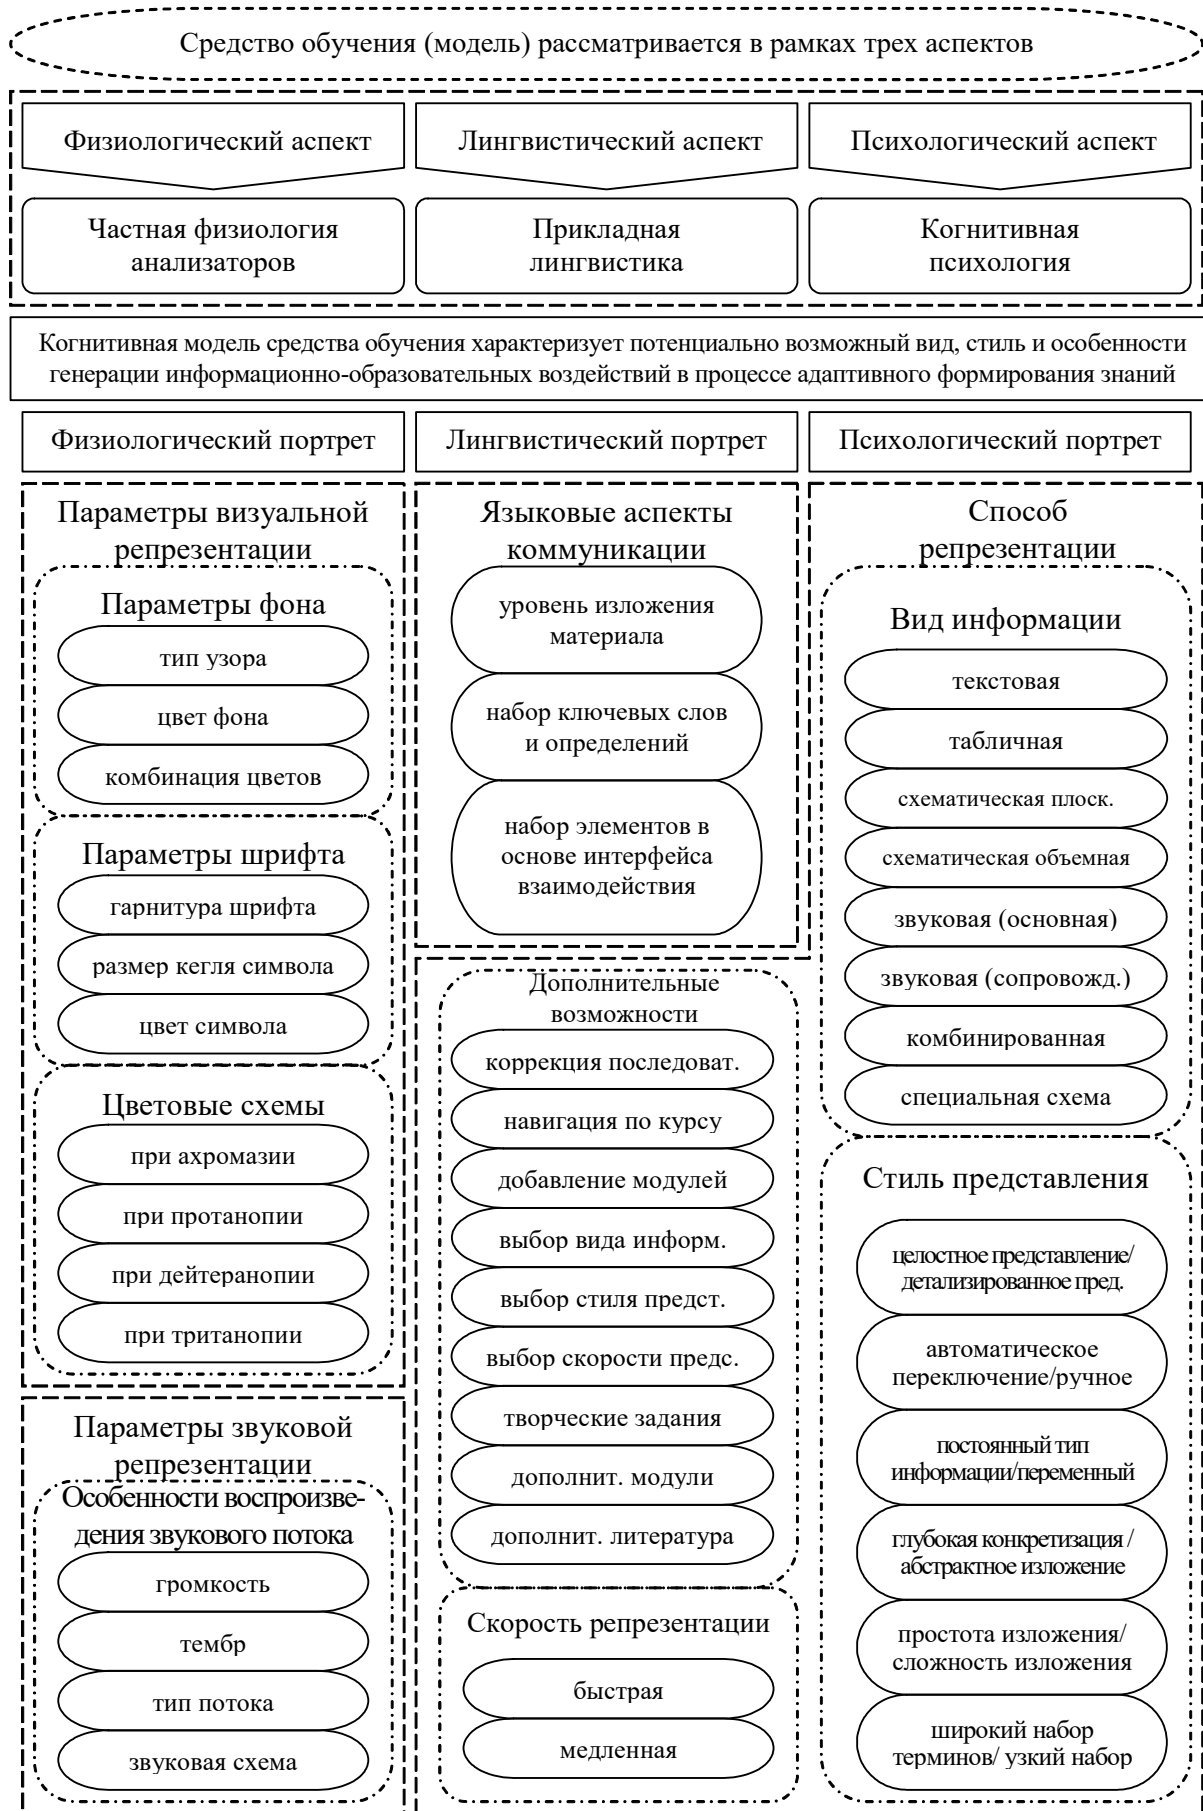 Средство обучения (модель) рассматривается в рамках трех аспектов
Физиологический аспект
Лингвистический аспект
Психологический аспект
Частная физиология
анализаторов
Прикладная
лингвистика
Когнитивная
психология
Когнитивная модель средства обучения характеризует потенциально возможный вид, стиль и особенности
генерации информационно-образовательных воздействий в процессе адаптивного формирования знаний
Физиологический портрет
Лингвистический портрет
Психологический портрет
Параметры визуальной
репрезентации
Параметры фона
тип узора
цвет фона
комбинация цветов
Параметры шрифта
гарнитура шрифта
размер кегля символа
цвет символа
Цветовые схемы
при ахромазии
при протанопии
при дейтеранопии
при тританопии
Параметры звуковой
репрезентации
Особенности воспроизве-
дения звукового потока
громкость
тембр
тип потока
звуковая схема
Языковые аспекты
коммуникации
уровень изложения
материала
набор ключевых слов
и определений
набор элементов в
основе интерфейса
взаимодействия
Дополнительные
возможности
коррекция последоват.
навигация по курсу
добавление модулей
выбор вида информ.
выбор стиля предст.
выбор скорости предс.
творческие задания
дополнит. модули
дополнит. литература
Скорость репрезентации
быстрая
медленная
Способ
репрезентации
Вид информации
текстовая
табличная
схематическая плоск.
схематическая объемная
звуковая (основная)
звуковая (сопровожд.)
комбинированная
специальная схема
Стиль представления
целостное представление/
детализированное пред.
автоматическое
переключение/ручное
постоянный тип
информации/переменный
глубокая конкретизация /
абстрактное изложение
простота изложения/
сложность изложения
широкий набор
терминов/ узкий набор